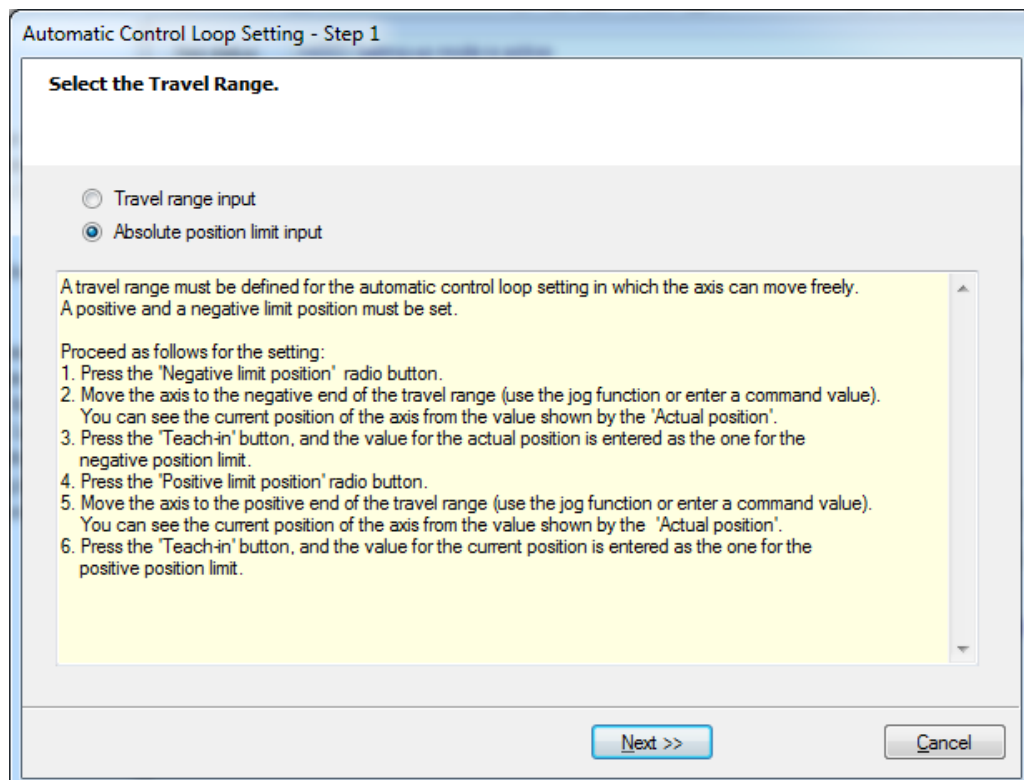 Automatic Control Loop Setting - Step 1
Select the Travel Range.
Travel range input
Absolute position limit input
A travel range must be defined for the automatic control loop setting in which the axis can move freely.
A positive and a negative limit position must be set.
Proceed as follows for the setting:
1. Press the 'Negative limit position' radio button.
2. Move the axis to the negative end of the travel range (use the jog function or enter a command value).
You can see the current position of the axis from the value shown by the 'Actual position'.
3. Press the 'Teach-in' button, and the value for the actual position is entered as the one for the
negative position limit.
4. Press the 'Positive limit position' radio button.
5. Move the axis to the positive end of the travel range (use the jog function or enter a command value).
You can see the current position of the axis from the value shown by the 'Actual position'.
6. Press the 'Teach-in' button, and the value for the current position is entered as the one for the
positive position limit.
Next >>
Cancel